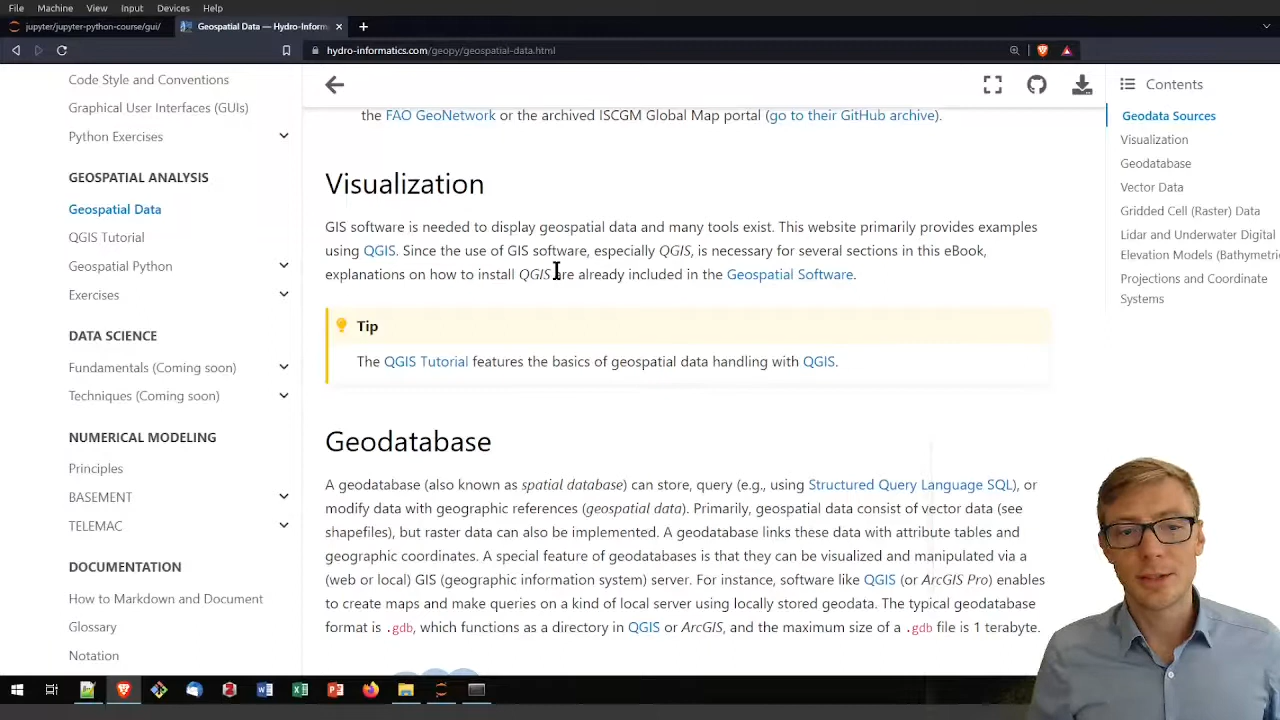 File Machine View Input Devices Help
jupyter/jupyter-python-course/gui/
Geospatial Data — Hydro-Inform
hydro-informatics.com/geopy/geospatial-data.html
Code Style and Conventions
Graphical User Interfaces (GUIs)
Python Exercises
GEOSPATIAL ANALYSIS
Geospatial Data
QGIS Tutorial
Geospatial Python
Exercises
DATA SCIENCE
Fundamentals (Coming soon)
Techniques (Coming soon)
NUMERICAL MODELING
Principles
BASEMENT
TELEMAC
DOCUMENTATION
How to Markdown and Document
Glossary
Notation
the FAO GeoNetwork or the archived ISCGM Global Map portal (go to their GitHub archive).
Visualization
GIS software is needed to display geospatial data and many tools exist. This website primarily provides examples
using QGIS. Since the use of GIS software, especially QGIS, is necessary for several sections in this eBook,
explanations on how to install QGIS are already included in the Geospatial Software.
Tip
The QGIS Tutorial features the basics of geospatial data handling with QGIS.
Geodatabase
A geodatabase (also known as spatial database) can store, query (e.g., using Structured Query Language SQL), or
modify data with geographic references (geospatial data). Primarily, geospatial data consist of vector data (see
shapefiles), but raster data can also be implemented. A geodatabase links these data with attribute tables and
geographic coordinates. A special feature of geodatabases is that they can be visualized and manipulated via a
(web or local) GIS (geographic information system) server. For instance, software like QGIS (or ArcGIS Pro) enables
to create maps and make queries on a kind of local server using locally stored geodata. The typical geodatabase
format is .gdb, which functions as a directory in QGIS or ArcGIS, and the maximum size of a .gdb file is 1 terabyte.
Contents
Geodata Sources
Visualization
Geodatabase
Vector Data
Gridded Cell (Raster) Data
Lidar and Underwater Digital
Elevation Models (Bathymetri
Projections and Coordinate
Systems